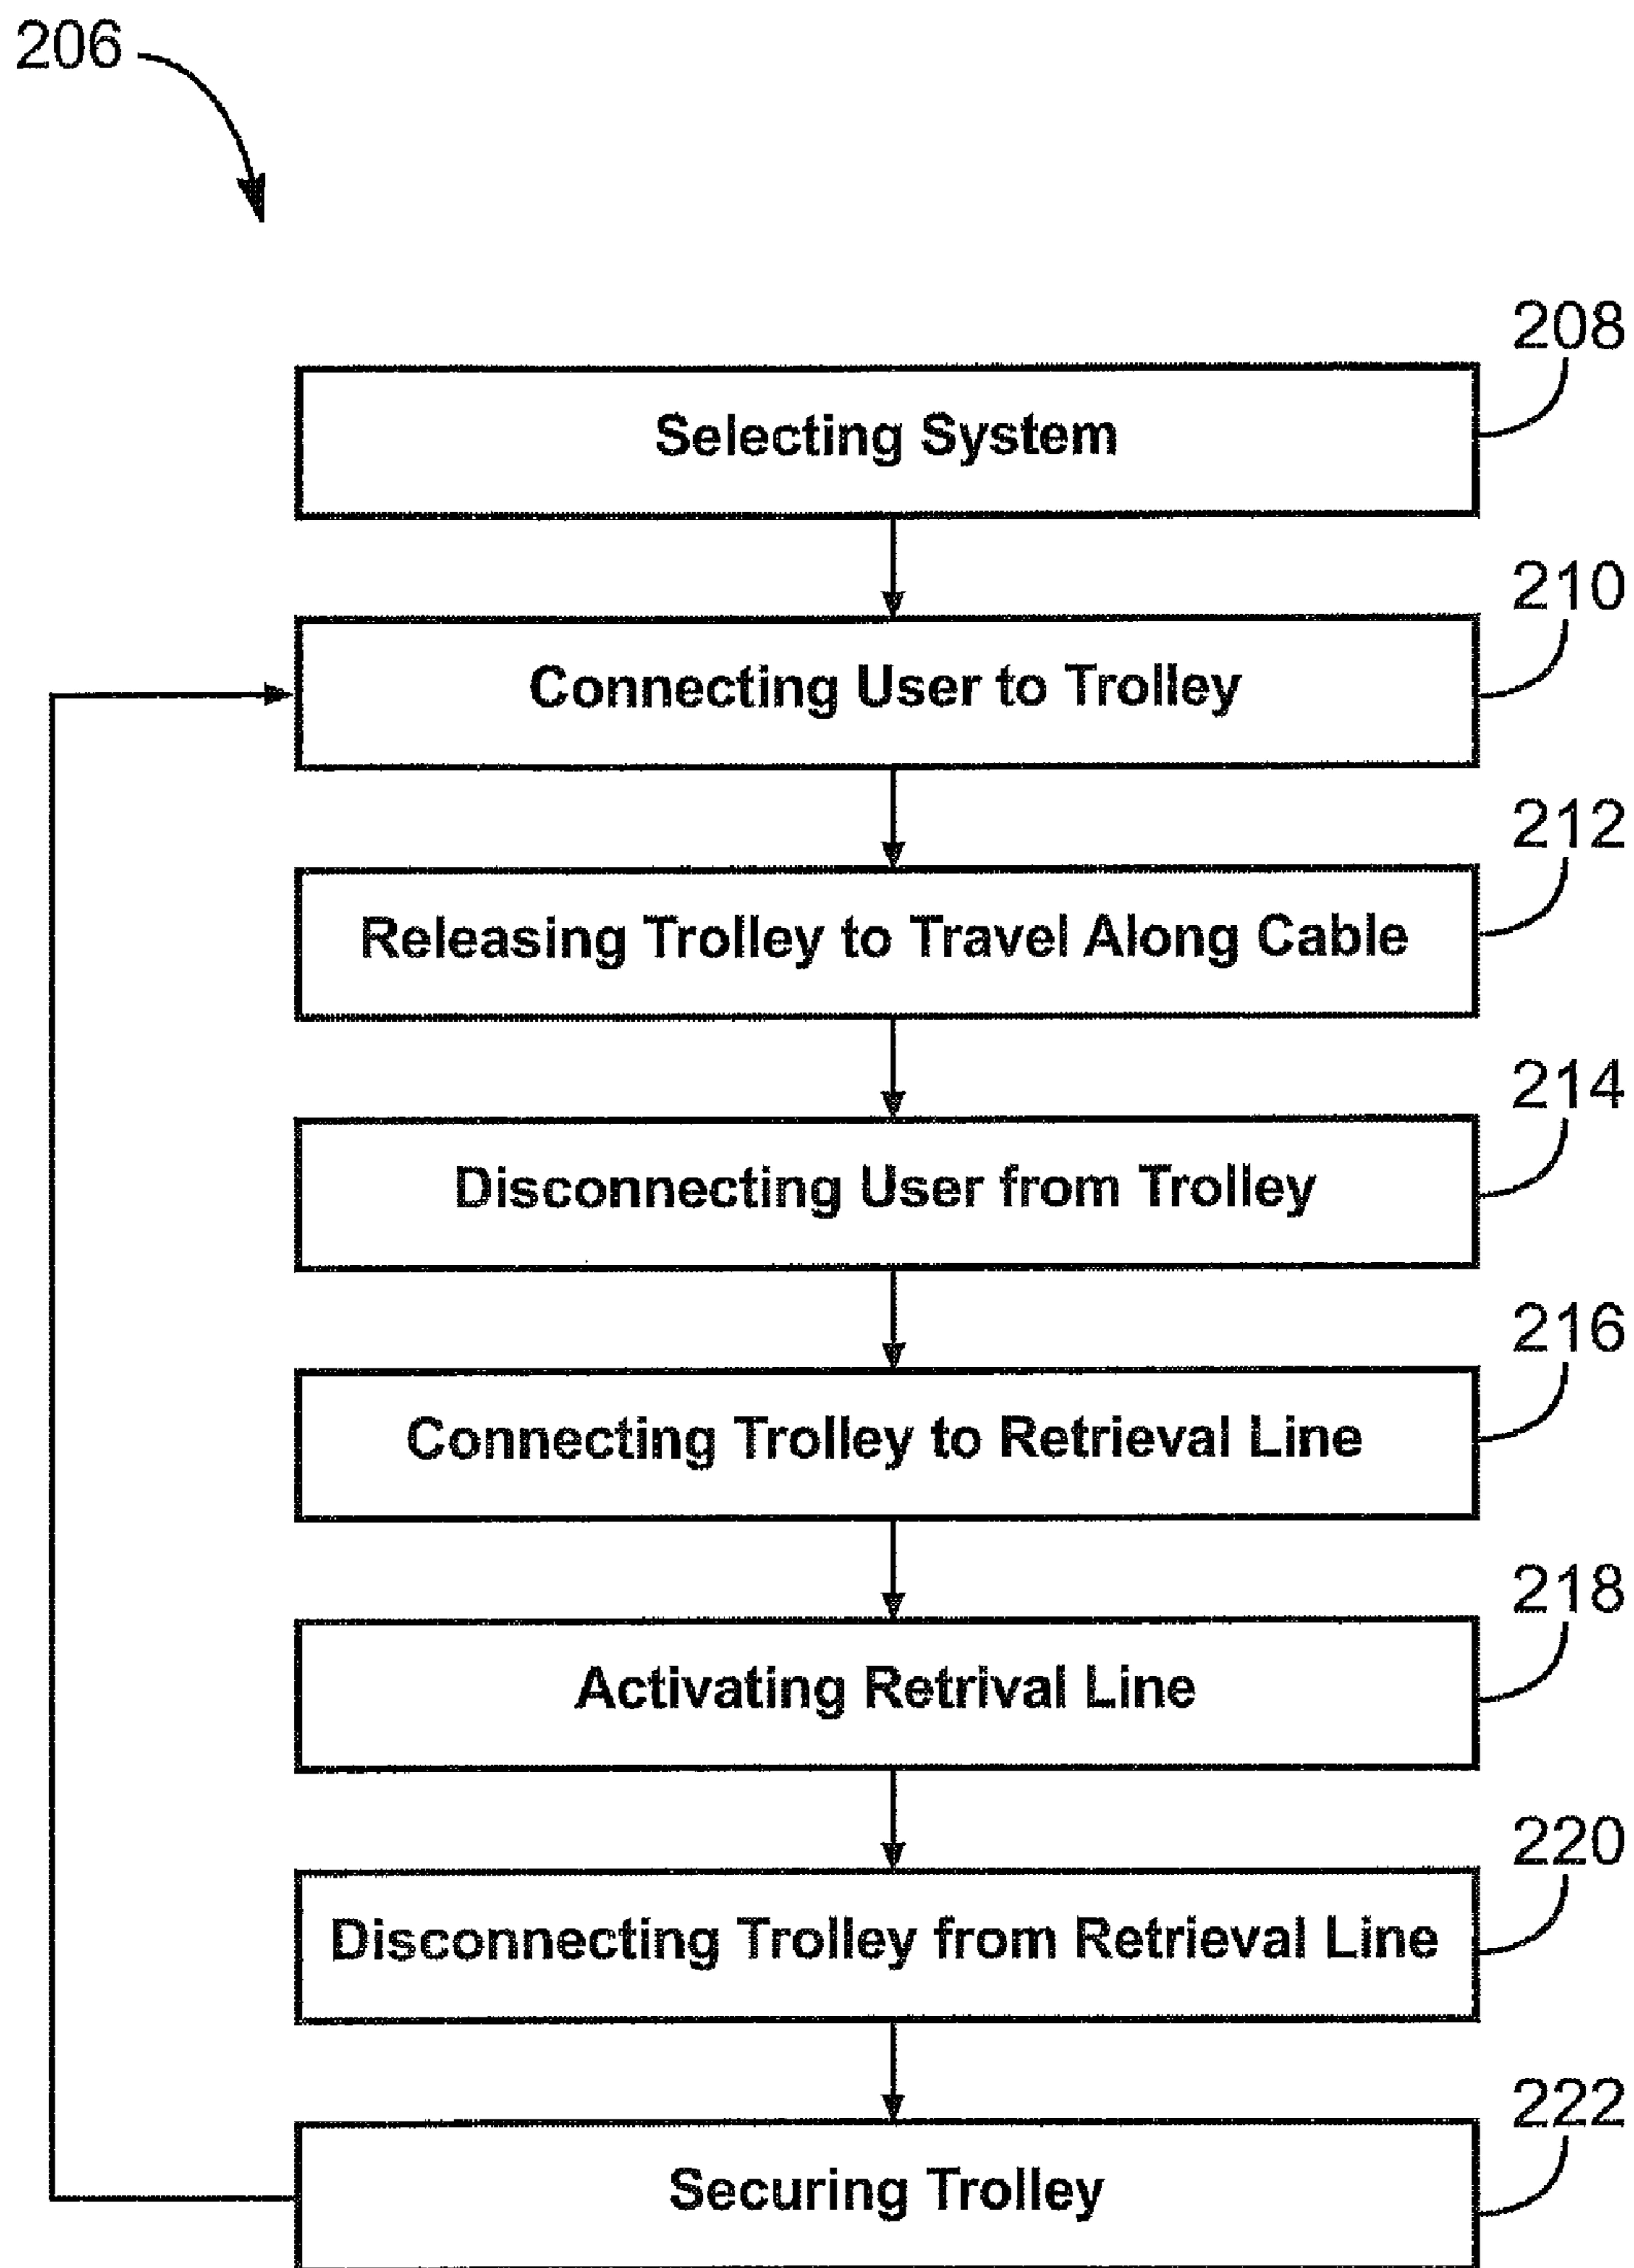 206
208
Selecting System
210
Connecting User to Trolley
212
Releasing Trolley to Travel Along Cable
214
Disconnecting User from Trolley
216
Connecting Trolley to Retrieval Line
218
Activating Retrival Line
220
Disconnecting Trolley from Retrieval Line
222
Securing Trolley